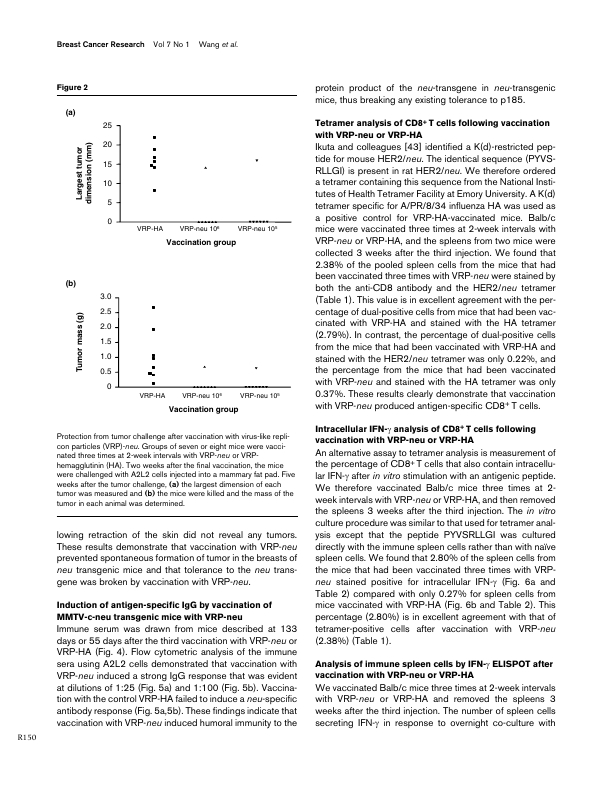 Breast Cancer Research Vol 7 No 1 Wang et al.
Figure 2
(a)
25
20
15
10
5
0
Largest tumor
dimension (mm)
VRP-HA VRP-neu 10⁶ VRP-neu 10⁵
Vaccination group
(b)
3.0
2.5
2.0
1.5
1.0
0.5
0
Tumor mass (g)
VRP-HA VRP-neu 10⁶ VRP-neu 10⁵
Vaccination group
Protection from tumor challenge after vaccination with virus-like repli-
con particles (VRP)-neu. Groups of seven or eight mice were vacci-
nated three times at 2-week intervals with VRP-neu or VRP-
hemagglutinin (HA). Two weeks after the final vaccination, the mice
were challenged with A2L2 cells injected into a mammary fat pad. Five
weeks after the tumor challenge, (a) the largest dimension of each
tumor was measured and (b) the mice were killed and the mass of the
tumor in each animal was determined.
lowing retraction of the skin did not reveal any tumors.
These results demonstrate that vaccination with VRP-neu
prevented spontaneous formation of tumor in the breasts of
neu transgenic mice and that tolerance to the neu trans-
gene was broken by vaccination with VRP-neu.
Induction of antigen-specific IgG by vaccination of
MMTV-c-neu transgenic mice with VRP-neu
Immune serum was drawn from mice described at 133
days or 55 days after the third vaccination with VRP-neu or
VRP-HA (Fig. 4). Flow cytometric analysis of the immune
sera using A2L2 cells demonstrated that vaccination with
VRP-neu induced a strong IgG response that was evident
at dilutions of 1:25 (Fig. 5a) and 1:100 (Fig. 5b). Vaccina-
tion with the control VRP-HA failed to induce a neu-specific
antibody response (Fig. 5a,5b). These findings indicate that
vaccination with VRP-neu induced humoral immunity to the
protein product of the neu-transgene in neu-transgenic
mice, thus breaking any existing tolerance to p185.
Tetramer analysis of CD8⁺ T cells following vaccination
with VRP-neu or VRP-HA
Ikuta and colleagues [43] identified a K(d)-restricted pep-
tide for mouse HER2/neu. The identical sequence (PYVS-
RLLGI) is present in rat HER2/neu. We therefore ordered
a tetramer containing this sequence from the National Insti-
tutes of Health Tetramer Facility at Emory University. A K(d)
tetramer specific for A/PR/8/34 influenza HA was used as
a positive control for VRP-HA-vaccinated mice. Balb/c
mice were vaccinated three times at 2-week intervals with
VRP-neu or VRP-HA, and the spleens from two mice were
collected 3 weeks after the third injection. We found that
2.38% of the pooled spleen cells from the mice that had
been vaccinated three times with VRP-neu were stained by
both the anti-CD8 antibody and the HER2/neu tetramer
(Table 1). This value is in excellent agreement with the per-
centage of dual-positive cells from mice that had been vac-
cinated with VRP-HA and stained with the HA tetramer
(2.79%). In contrast, the percentage of dual-positive cells
from the mice that had been vaccinated with VRP-HA and
stained with the HER2/neu tetramer was only 0.22%, and
the percentage from the mice that had been vaccinated
with VRP-neu and stained with the HA tetramer was only
0.37%. These results clearly demonstrate that vaccination
with VRP-neu produced antigen-specific CD8⁺ T cells.
Intracellular IFN-γ analysis of CD8⁺ T cells following
vaccination with VRP-neu or VRP-HA
An alternative assay to tetramer analysis is measurement of
the percentage of CD8⁺ T cells that also contain intracellu-
lar IFN-γ after in vitro stimulation with an antigenic peptide.
We therefore vaccinated Balb/c mice three times at 2-
week intervals with VRP-neu or VRP-HA, and then removed
the spleens 3 weeks after the third injection. The in vitro
culture procedure was similar to that used for tetramer anal-
ysis except that the peptide PYVSRLLGI was cultured
directly with the immune spleen cells rather than with naïve
spleen cells. We found that 2.80% of the spleen cells from
the mice that had been vaccinated three times with VRP-
neu stained positive for intracellular IFN-γ (Fig. 6a and
Table 2) compared with only 0.27% for spleen cells from
mice vaccinated with VRP-HA (Fig. 6b and Table 2). This
percentage (2.80%) is in excellent agreement with that of
tetramer-positive cells after vaccination with VRP-neu
(2.38%) (Table 1).
Analysis of immune spleen cells by IFN-γ ELISPOT after
vaccination with VRP-neu or VRP-HA
We vaccinated Balb/c mice three times at 2-week intervals
with VRP-neu or VRP-HA and removed the spleens 3
weeks after the third injection. The number of spleen cells
secreting IFN-γ in response to overnight co-culture with
R150